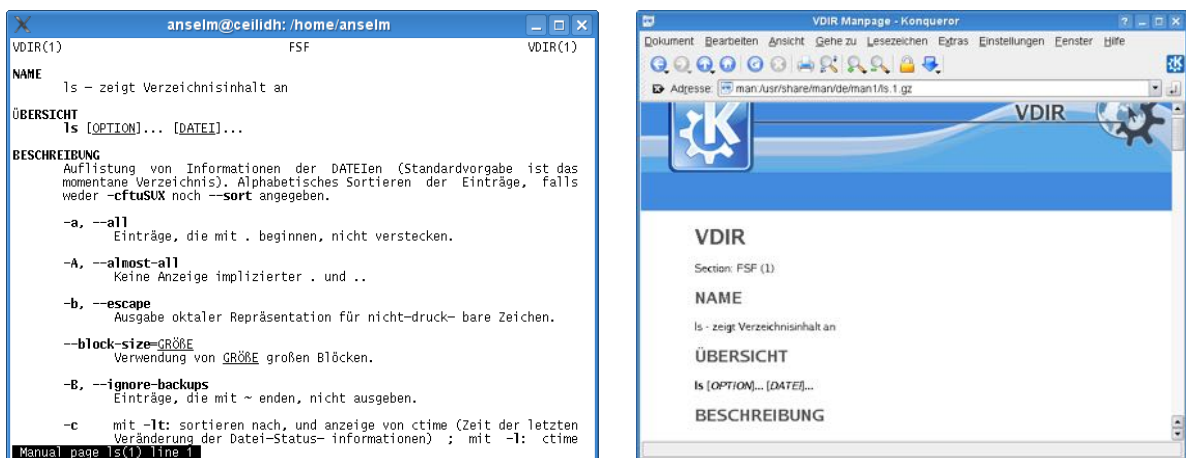 anselm@ceilidh: /home/anselm
VDIR(1) FSF VDIR(1)
NAME
ls – zeigt Verzeichnisinhalt an
ÜBERSICHT
ls [OPTION]... [DATEI]...
BESCHREIBUNG
Auflistung von Informationen der DATEIen (Standardvorgabe ist das
momentane Verzeichnis). Alphabetisches Sortieren der Einträge, falls
weder -cftuSUX noch --sort angegeben.
-a, --all
Einträge, die mit . beginnen, nicht verstecken.
-A, --almost-all
Keine Anzeige implizierter . und ..
-b, --escape
Ausgabe oktaler Repräsentation für nicht-druck- bare Zeichen.
--block-size=GRÖßE
Verwendung von GRÖßE großen Blöcken.
-B, --ignore-backups
Einträge, die mit ~ enden, nicht ausgeben.
-c mit -lt: sortieren nach, und anzeige von ctime (Zeit der letzten
Veränderung der Datei-Status- informationen) ; mit -l: ctime
Manual page ls(1) line 1
VDIR Manpage - Konqueror
Dokument Bearbeiten Ansicht Gehe zu Lesezeichen Extras Einstellungen Fenster Hilfe
Adresse: man:/usr/share/man/de/man1/ls.1.gz
VDIR
VDIR
Section: FSF (1)
NAME
ls - zeigt Verzeichnisinhalt an
ÜBERSICHT
ls [OPTION]... [DATEI]...
BESCHREIBUNG